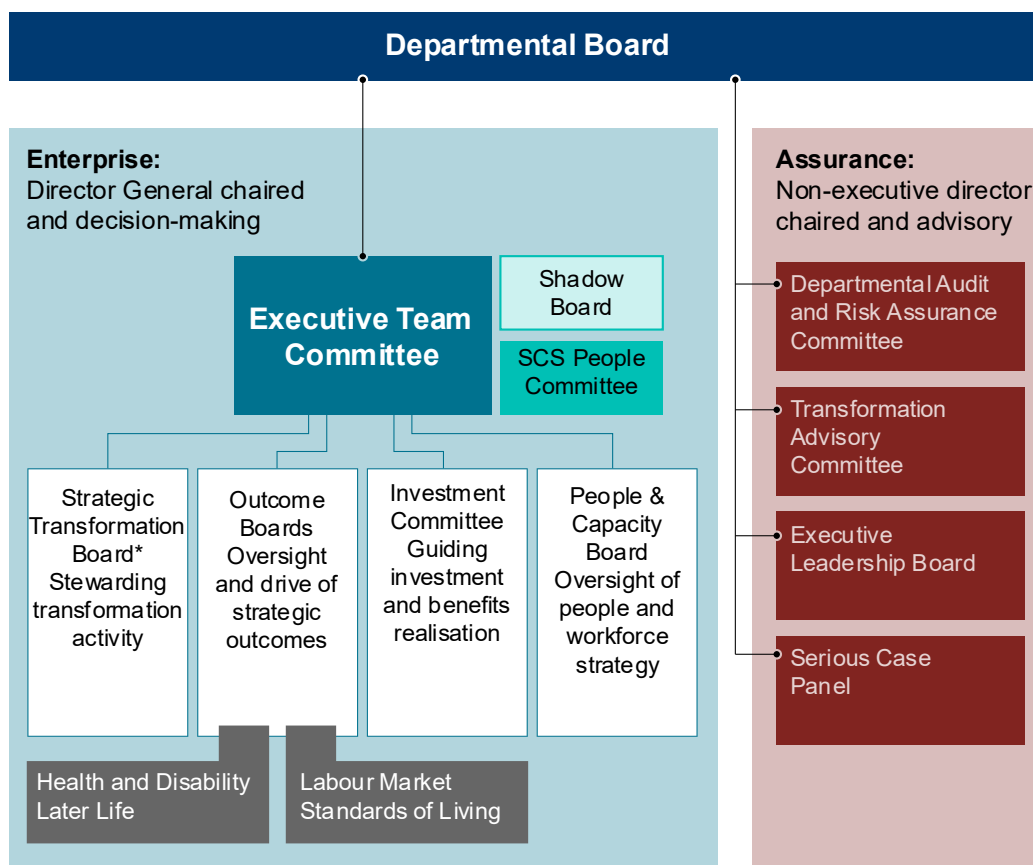 Departmental Board
Enterprise:
Director General chaired
and decision-making
Executive Team
Committee
Shadow
Board
SCS People
Committee
Strategic
Transformation
Board*
Stewarding
transformation
activity
Outcome
Boards
Oversight
and drive of
strategic
outcomes
Investment
Committee
Guiding
investment
and benefits
realisation
People &
Capacity
Board
Oversight of
people and
workforce
strategy
Health and Disability
Later Life
Labour Market
Standards of Living
Assurance:
Non-executive director
chaired and advisory
Departmental Audit
and Risk Assurance
Committee
Transformation
Advisory
Committee
Executive
Leadership Board
Serious Case
Panel